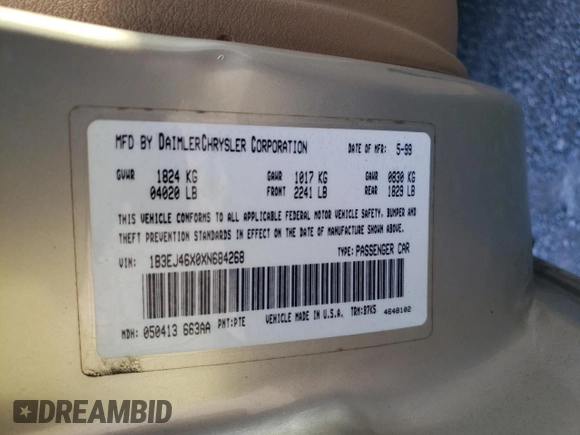 MFD BY DAIMLERCHRYSLER CORPORATION DATE OF MFR: 5-99
GVWR 1824 KG GAWR 1017 KG GAWR 0830 KG
04020 LB FRONT 2241 LB REAR 1829 LB
THIS VEHICLE CONFORMS TO ALL APPLICABLE FEDERAL MOTOR VEHICLE SAFETY, BUMPER AND
THEFT PREVENTION STANDARDS IN EFFECT ON THE DATE OF MANUFACTURE SHOWN ABOVE.
VIN: 1B3EJ46X0XN684268 TYPE: PASSENGER CAR
MDH: 050413 663AA PNT: PTE VEHICLE MADE IN U.S.A. TRM: B7K5 4648102
DREAMBID